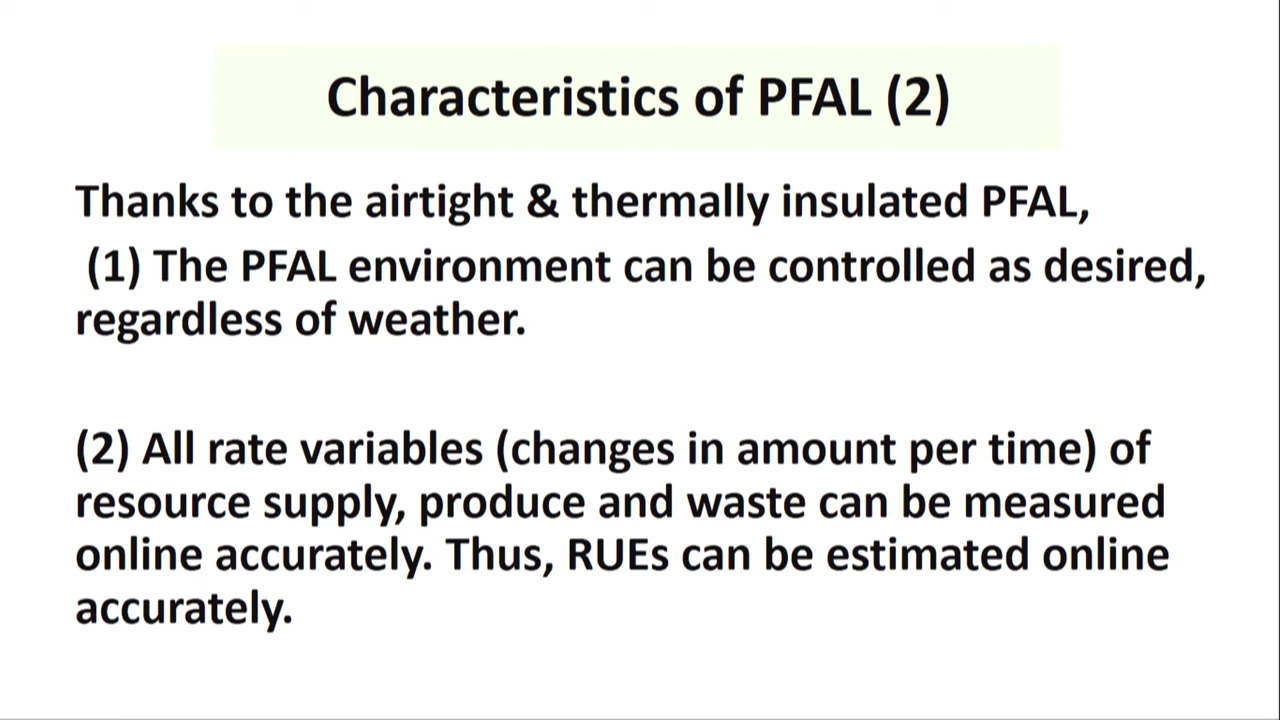 Characteristics of PFAL (2)
Thanks to the airtight & thermally insulated PFAL,
(1) The PFAL environment can be controlled as desired,
regardless of weather.
(2) All rate variables (changes in amount per time) of
resource supply, produce and waste can be measured
online accurately. Thus, RUEs can be estimated online
accurately.